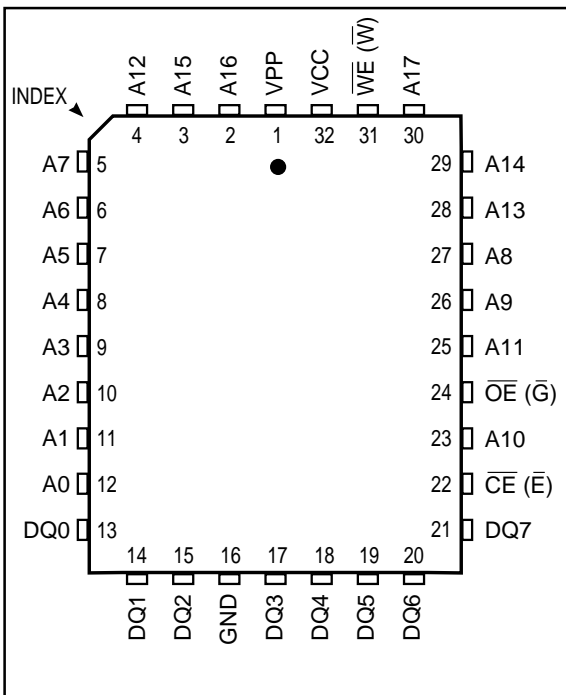 A12 A15 A16 VPP VCC W̅E̅ (W̅) A17
INDEX
4 3 2 1 32 31 30
A7 5 29 A14
A6 6 28 A13
A5 7 27 A8
A4 8 26 A9
A3 9 25 A11
A2 10 24 O̅E̅ (G̅)
A1 11 23 A10
A0 12 22 C̅E̅ (E̅)
DQ0 13 21 DQ7
14 15 16 17 18 19 20
DQ1 DQ2 GND DQ3 DQ4 DQ5 DQ6